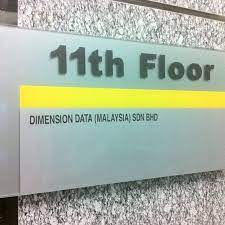 11th Floor
DIMENSION DATA (MALAYSIA) SDN BHD